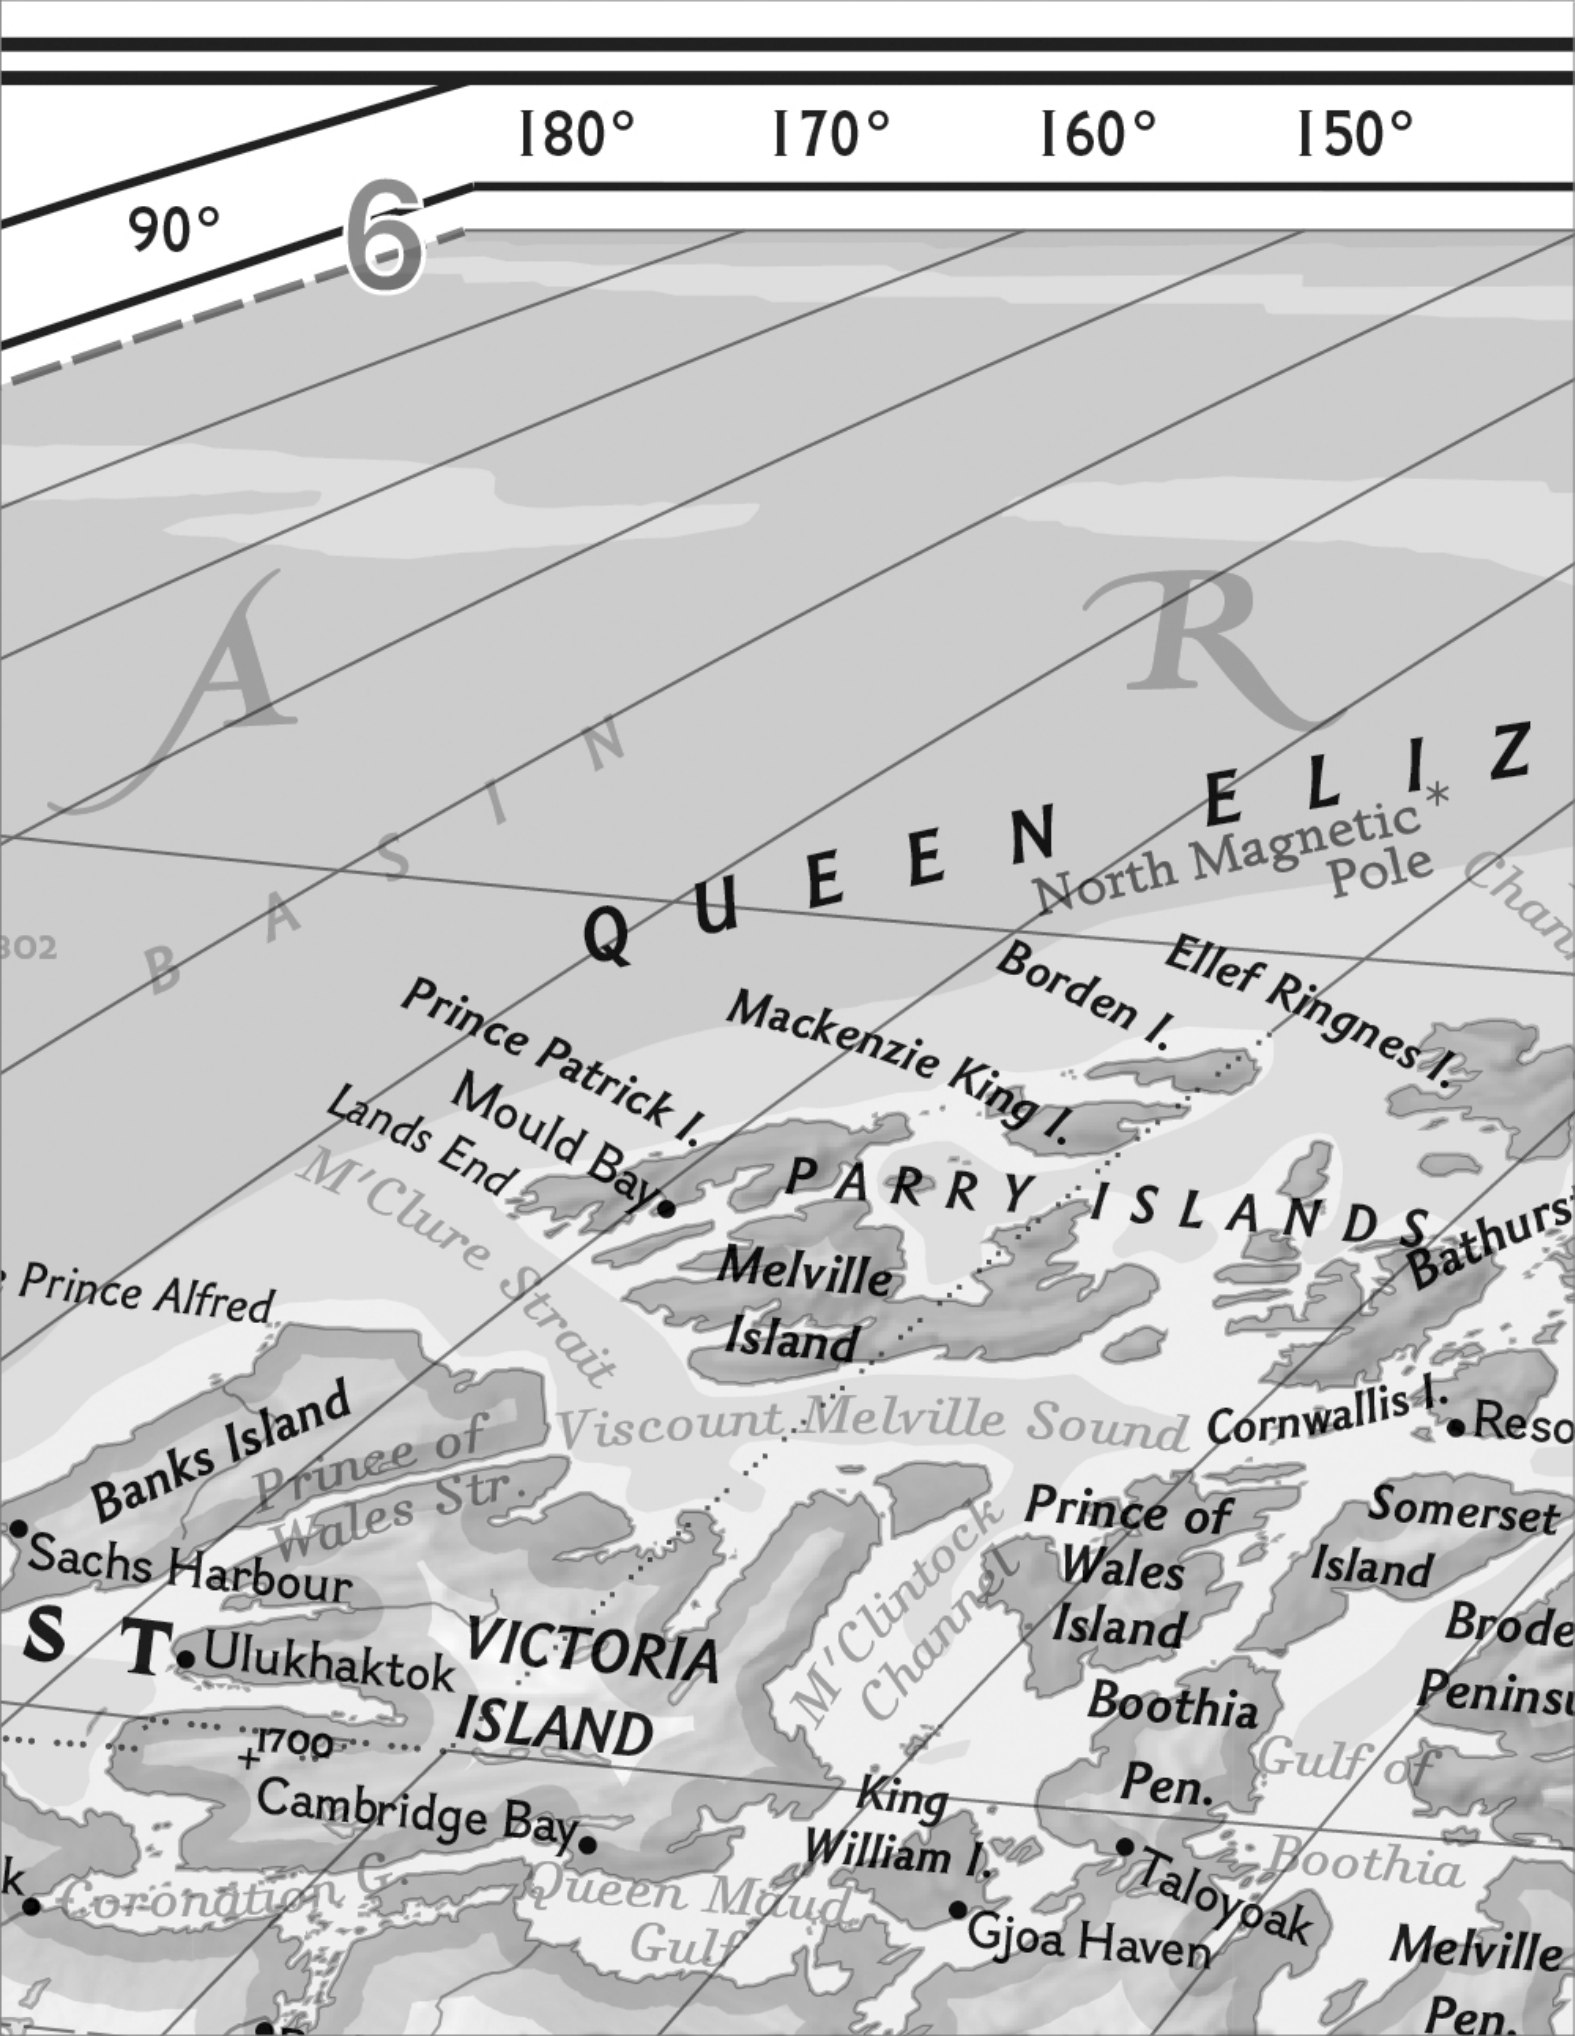 180° 170° 160° 150°
90°
6
A R
BASIN
QUEEN ELIZ
North Magnetic
Pole
802
Borden I.
Ellef Ringnes I.
Mackenzie King I.
Prince Patrick I.
Mould Bay
Lands End
M'Clure Strait
PARRY ISLANDS
Melville
Island
Bathurst
Prince Alfred
Banks Island
Prince of
Wales Str.
Viscount Melville Sound
Cornwallis I.
Reso
Sachs Harbour
Prince of
Wales
Island
Somerset
Island
M'Clintock
Channel
S T
Ulukhaktok
VICTORIA
ISLAND
Brode
Peninsu
Boothia
Pen.
1700
Gulf of
Boothia
Cambridge Bay
King
William I.
Taloyoak
k
Coronation G.
Queen Maud
Gulf
Gjoa Haven
Melville
Pen.